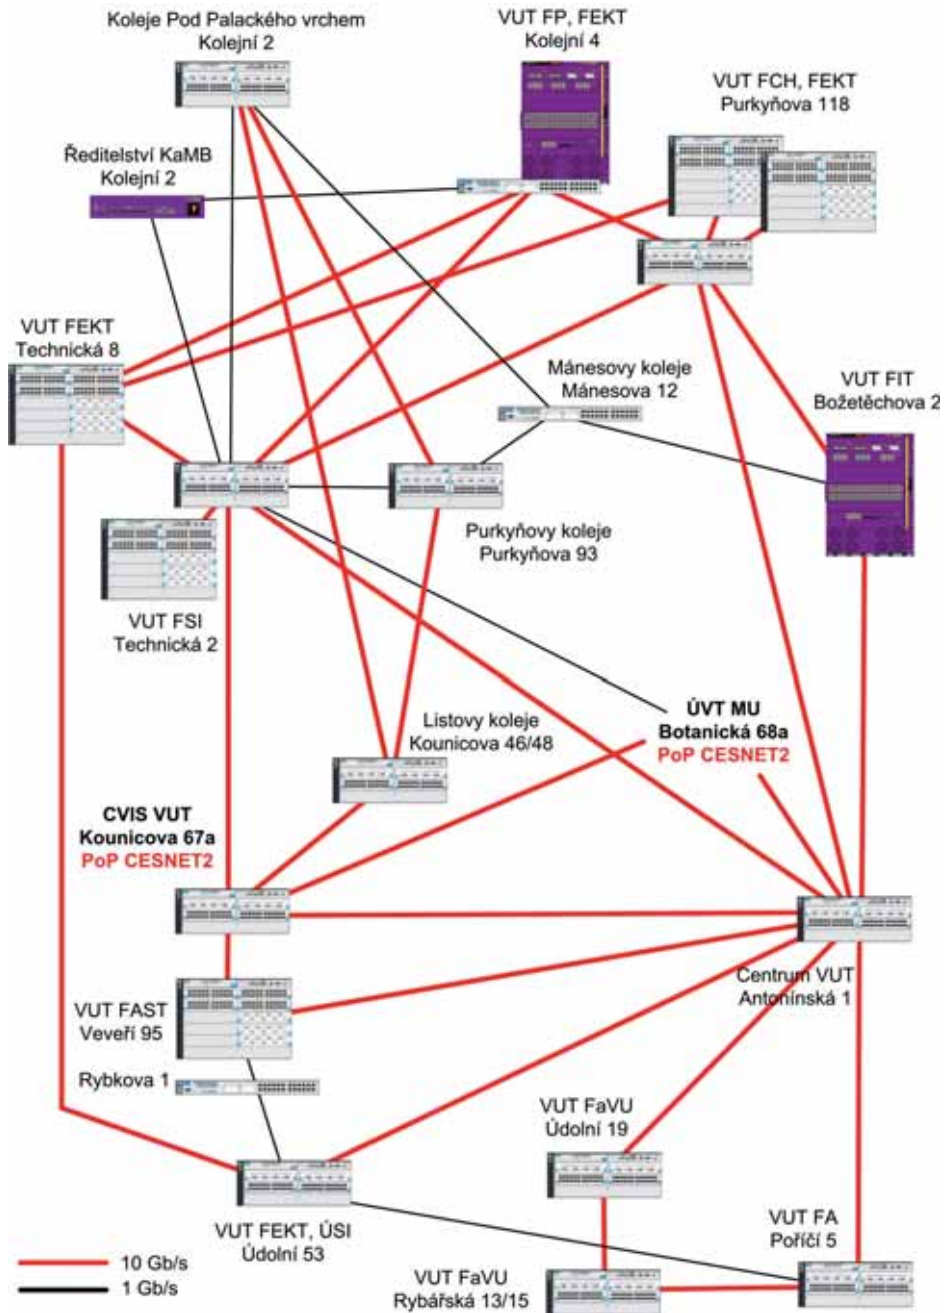 Koleje Pod Palackého vrchem
Kolejní 2
VUT FP, FEKT
Kolejní 4
VUT FCH, FEKT
Purkyňova 118
Ředitelství KaMB
Kolejní 2
VUT FEKT
Technická 8
Mánesovy koleje
Mánesova 12
VUT FIT
Božetěchova 2
Purkyňovy koleje
Purkyňova 93
VUT FSI
Technická 2
Listovy koleje
Kounicova 46/48
ÚVT MU
Botanická 68a
PoP CESNET2
CVIS VUT
Kounicova 67a
PoP CESNET2
Centrum VUT
Antonínská 1
VUT FAST
Veveří 95
Rybkova 1
VUT FaVU
Údolní 19
VUT FEKT, ÚSI
Údolní 53
VUT FA
Poříčí 5
VUT FaVU
Rybářská 13/15
10 Gb/s
1 Gb/s